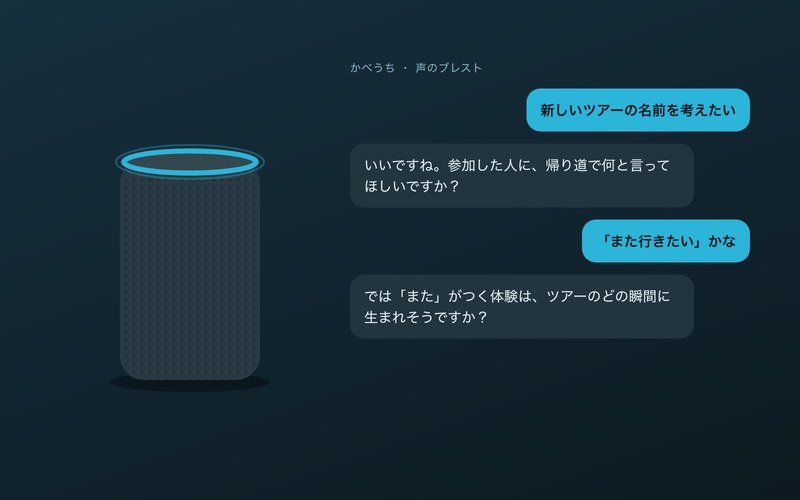 かべうち ・ 声のブレスト
新しいツアーの名前を考えたい
いいですね。参加した人に、帰り道で何と言って
ほしいですか？
「また行きたい」かな
では「また」がつく体験は、ツアーのどの瞬間に
生まれそうですか？